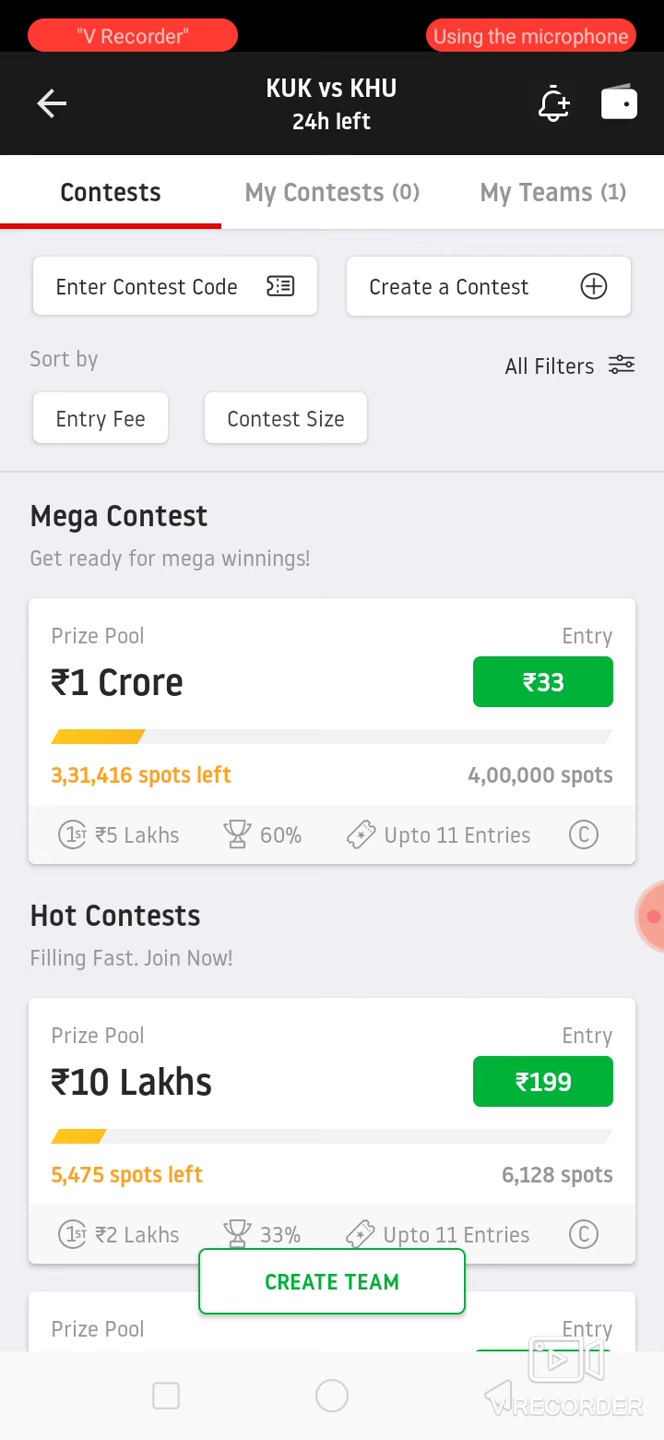 "V Recorder"
Using the microphone
KUK vs KHU
24h left
Contests
My Contests (0)
My Teams (1)
Enter Contest Code
Create a Contest
Sort by
All Filters
Entry Fee
Contest Size
Mega Contest
Get ready for mega winnings!
Prize Pool
Entry
₹1 Crore
₹33
3,31,416 spots left
4,00,000 spots
1ST ₹5 Lakhs
60%
Upto 11 Entries
C
Hot Contests
Filling Fast. Join Now!
Prize Pool
Entry
₹10 Lakhs
₹199
5,475 spots left
6,128 spots
1ST ₹2 Lakhs
33%
Upto 11 Entries
C
CREATE TEAM
Prize Pool
Entry
V RECORDER